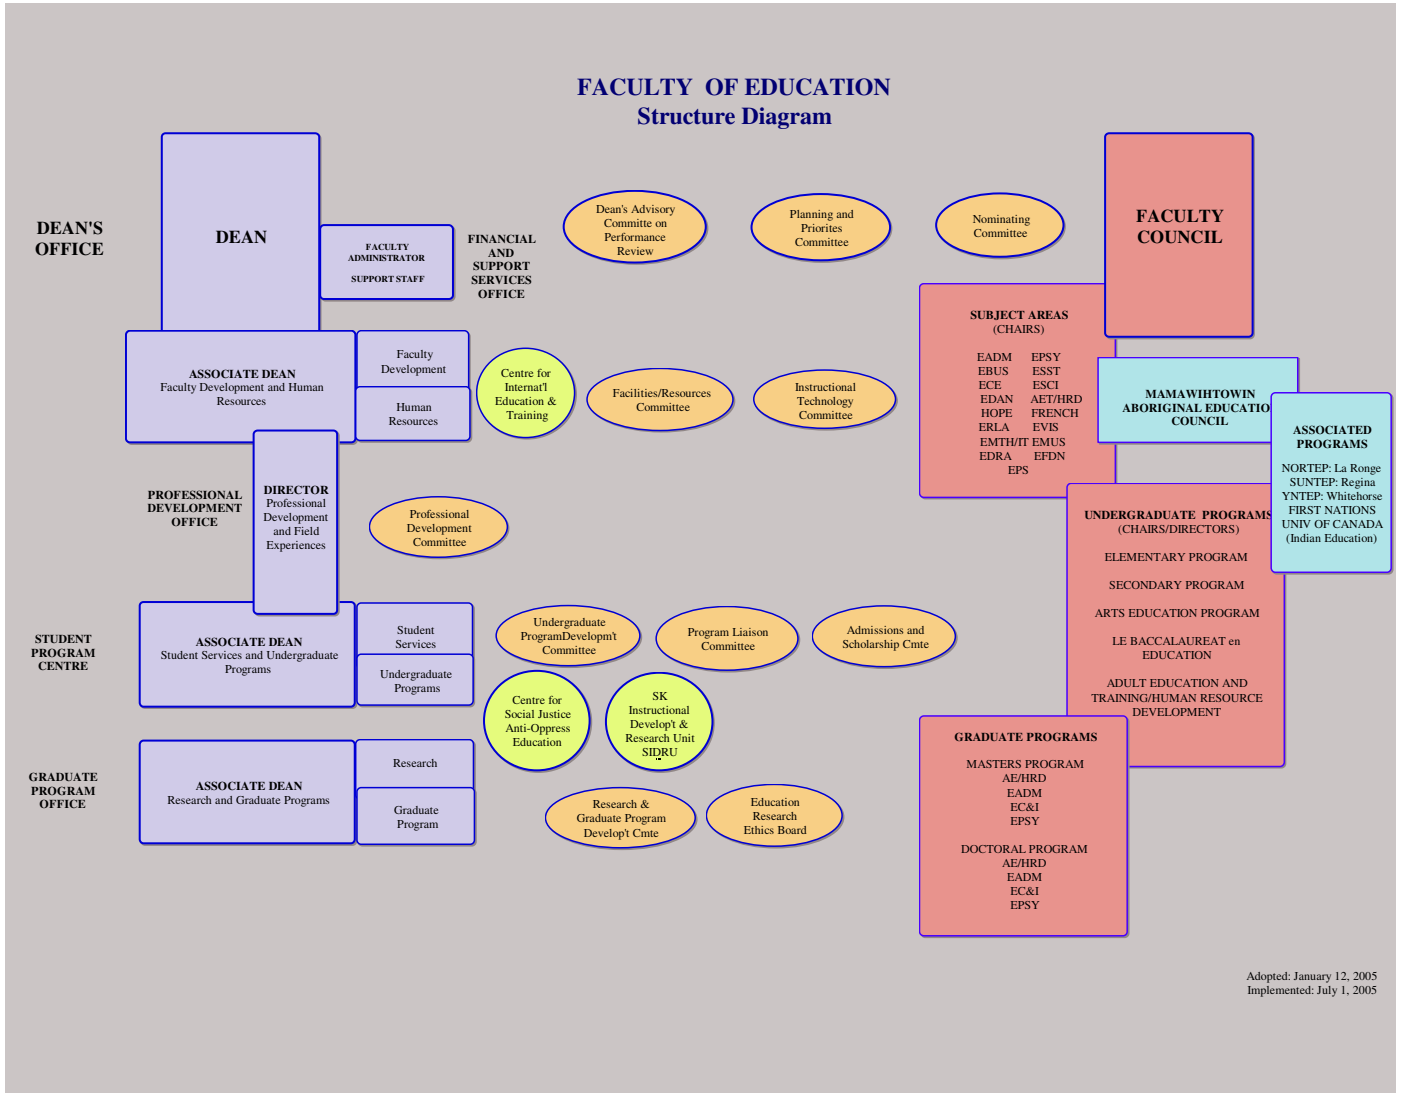 FACULTY OF EDUCATION
Structure Diagram
DEAN'S
OFFICE
DEAN
FACULTY
ADMINISTRATOR
SUPPORT STAFF
FINANCIAL
AND
SUPPORT
SERVICES
OFFICE
Dean's Advisory
Committe on
Performance
Review
Planning and
Priorites
Committee
Nominating
Committee
FACULTY
COUNCIL
SUBJECT AREAS
(CHAIRS)
EADM EPSY
EBUS ESST
ECE ESCI
EDAN AET/HRD
HOPE FRENCH
ERLA EVIS
EMTH/IT EMUS
EDRA EFDN
EPS
ASSOCIATE DEAN
Faculty Development and Human
Resources
Faculty
Development
Human
Resources
Centre for
Internat'l
Education &
Training
Facilities/Resources
Committee
Instructional
Technology
Committee
MAMAWIHTOWIN
ABORIGINAL EDUCATIO
COUNCIL
ASSOCIATED
PROGRAMS
NORTEP: La Ronge
SUNTEP: Regina
YNTEP: Whitehorse
FIRST NATIONS
UNIV OF CANADA
(Indian Education)
PROFESSIONAL
DEVELOPMENT
OFFICE
DIRECTOR
Professional
Development
and Field
Experiences
Professional
Development
Committee
UNDERGRADUATE PROGRAMS
(CHAIRS/DIRECTORS)
ELEMENTARY PROGRAM
SECONDARY PROGRAM
ARTS EDUCATION PROGRAM
LE BACCALAUREAT en
EDUCATION
ADULT EDUCATION AND
TRAINING/HUMAN RESOURCE
DEVELOPMENT
STUDENT
PROGRAM
CENTRE
ASSOCIATE DEAN
Student Services and Undergraduate
Programs
Student
Services
Undergraduate
Programs
Undergraduate
ProgramDevelopm't
Committee
Program Liaison
Committee
Admissions and
Scholarship Cmte
Centre for
Social Justice
Anti-Oppress
Education
SK
Instructional
Develop't &
Research Unit
SIDRU
GRADUATE
PROGRAM
OFFICE
ASSOCIATE DEAN
Research and Graduate Programs
Research
Graduate
Program
Research &
Graduate Program
Develop't Cmte
Education
Research
Ethics Board
GRADUATE PROGRAMS
MASTERS PROGRAM
AE/HRD
EADM
EC&I
EPSY
DOCTORAL PROGRAM
AE/HRD
EADM
EC&I
EPSY
Adopted: January 12, 2005
Implemented: July 1, 2005